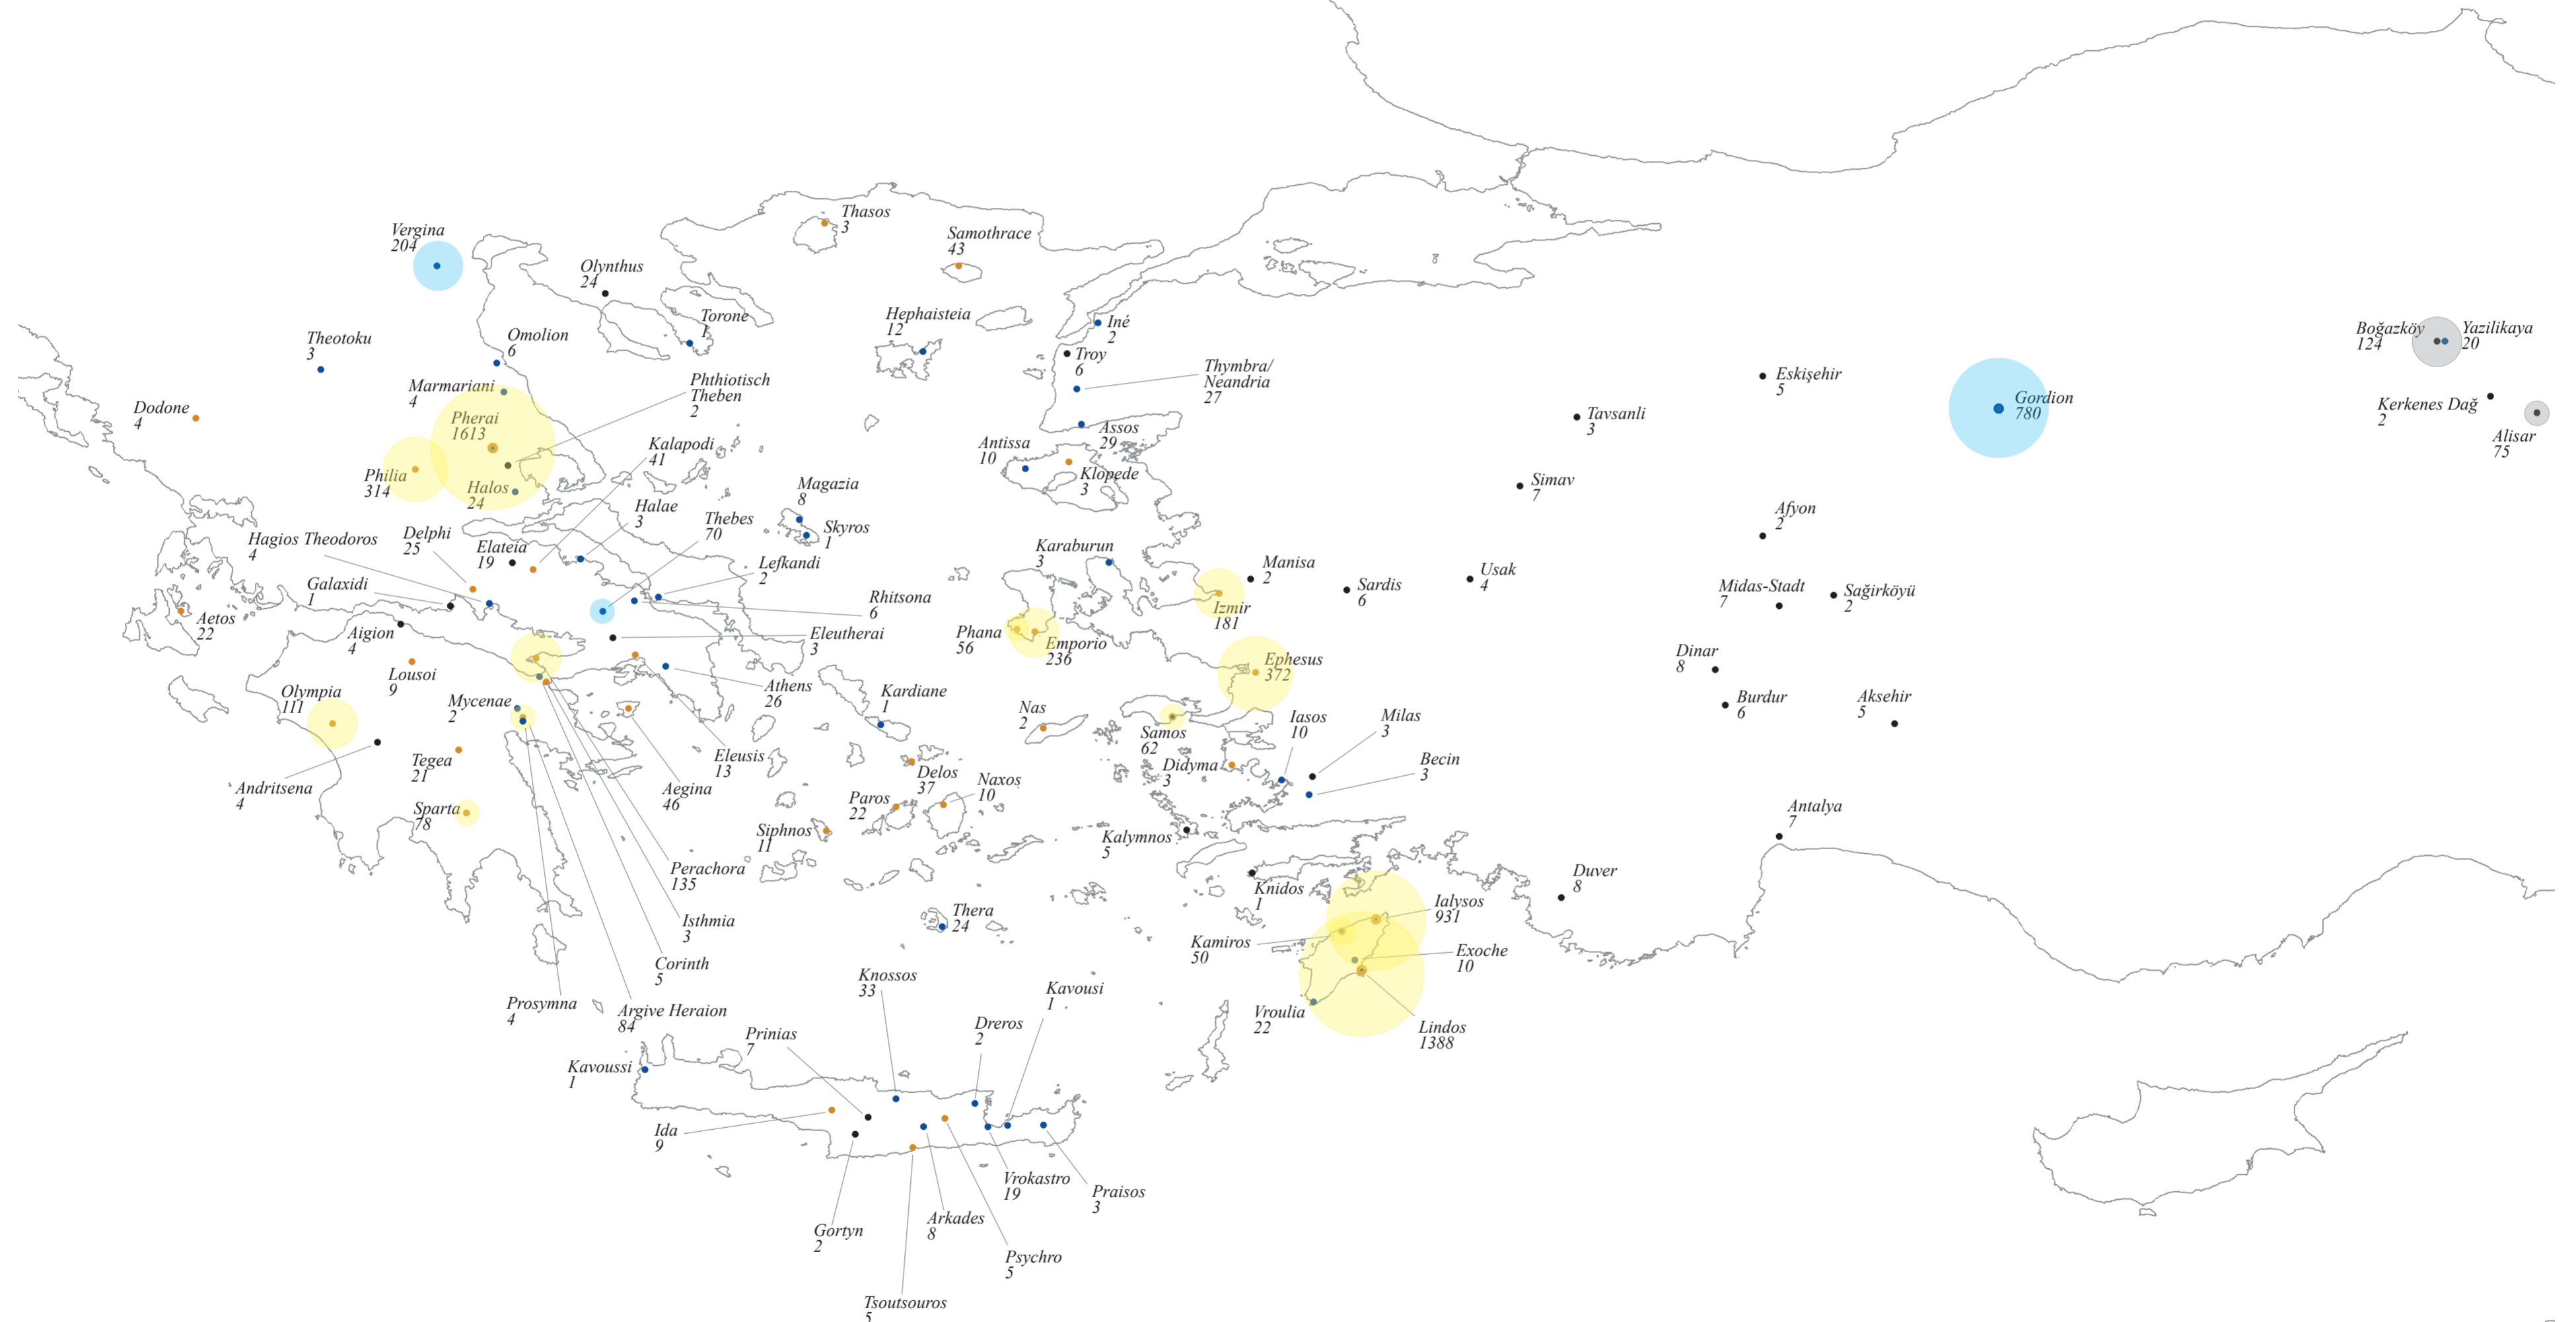 Thasos
3
Vergina
204
Samothrace
43
Olynthus
24
Torone
1
Hephaisteia
12
Iné
2
Theotoku
3
Omolion
6
Troy
6
Boğazköy
124
Yazilikaya
20
Thymbra/
Neandria
27
Eskişehir
5
Marmariani
4
Phthiotisch
Theben
2
Gordion
780
Kerkenes Dağ
2
Dodone
4
Pherai
1613
Tavsanli
3
Assos
29
Alisar
75
Kalapodi
41
Antissa
10
Philia
314
Halos
24
Klopede
3
Simav
7
Magazia
8
Halae
3
Thebes
70
Skyros
1
Afyon
2
Hagios Theodoros
4
Delphi
25
Elateia
19
Karaburun
3
Lefkandi
2
Manisa
2
Galaxidi
1
Sardis
6
Usak
4
Midas-Stadt
7
Sağirköyü
2
Rhitsona
6
Aetos
22
Izmir
181
Aigion
4
Eleutherai
3
Phana
56
Emporio
236
Dinar
8
Ephesus
372
Lousoi
9
Olympia
111
Athens
26
Kardiane
1
Mycenae
2
Burdur
6
Aksehir
5
Nas
2
Iasos
10
Milas
3
Samos
62
Eleusis
13
Tegea
21
Didyma
3
Becin
3
Delos
37
Naxos
10
Andritsena
4
Aegina
46
Paros
22
Sparta
78
Antalya
7
Siphnos
11
Kalymnos
5
Perachora
135
Duver
8
Knidos
1
Ialysos
931
Thera
24
Isthmia
3
Kamiros
50
Exoche
10
Corinth
5
Knossos
33
Kavousi
1
Prosymna
4
Argive Heraion
84
Vroulia
22
Dreros
2
Lindos
1388
Prinias
7
Kavoussi
1
Ida
9
Vrokastro
19
Praisos
3
Arkades
8
Gortyn
2
Psychro
5
Tsoutsouros
5